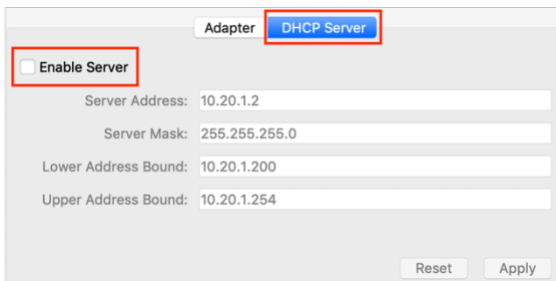 Adapter DHCP Server
Enable Server
Server Address: 10.20.1.2
Server Mask: 255.255.255.0
Lower Address Bound: 10.20.1.200
Upper Address Bound: 10.20.1.254
Reset Apply